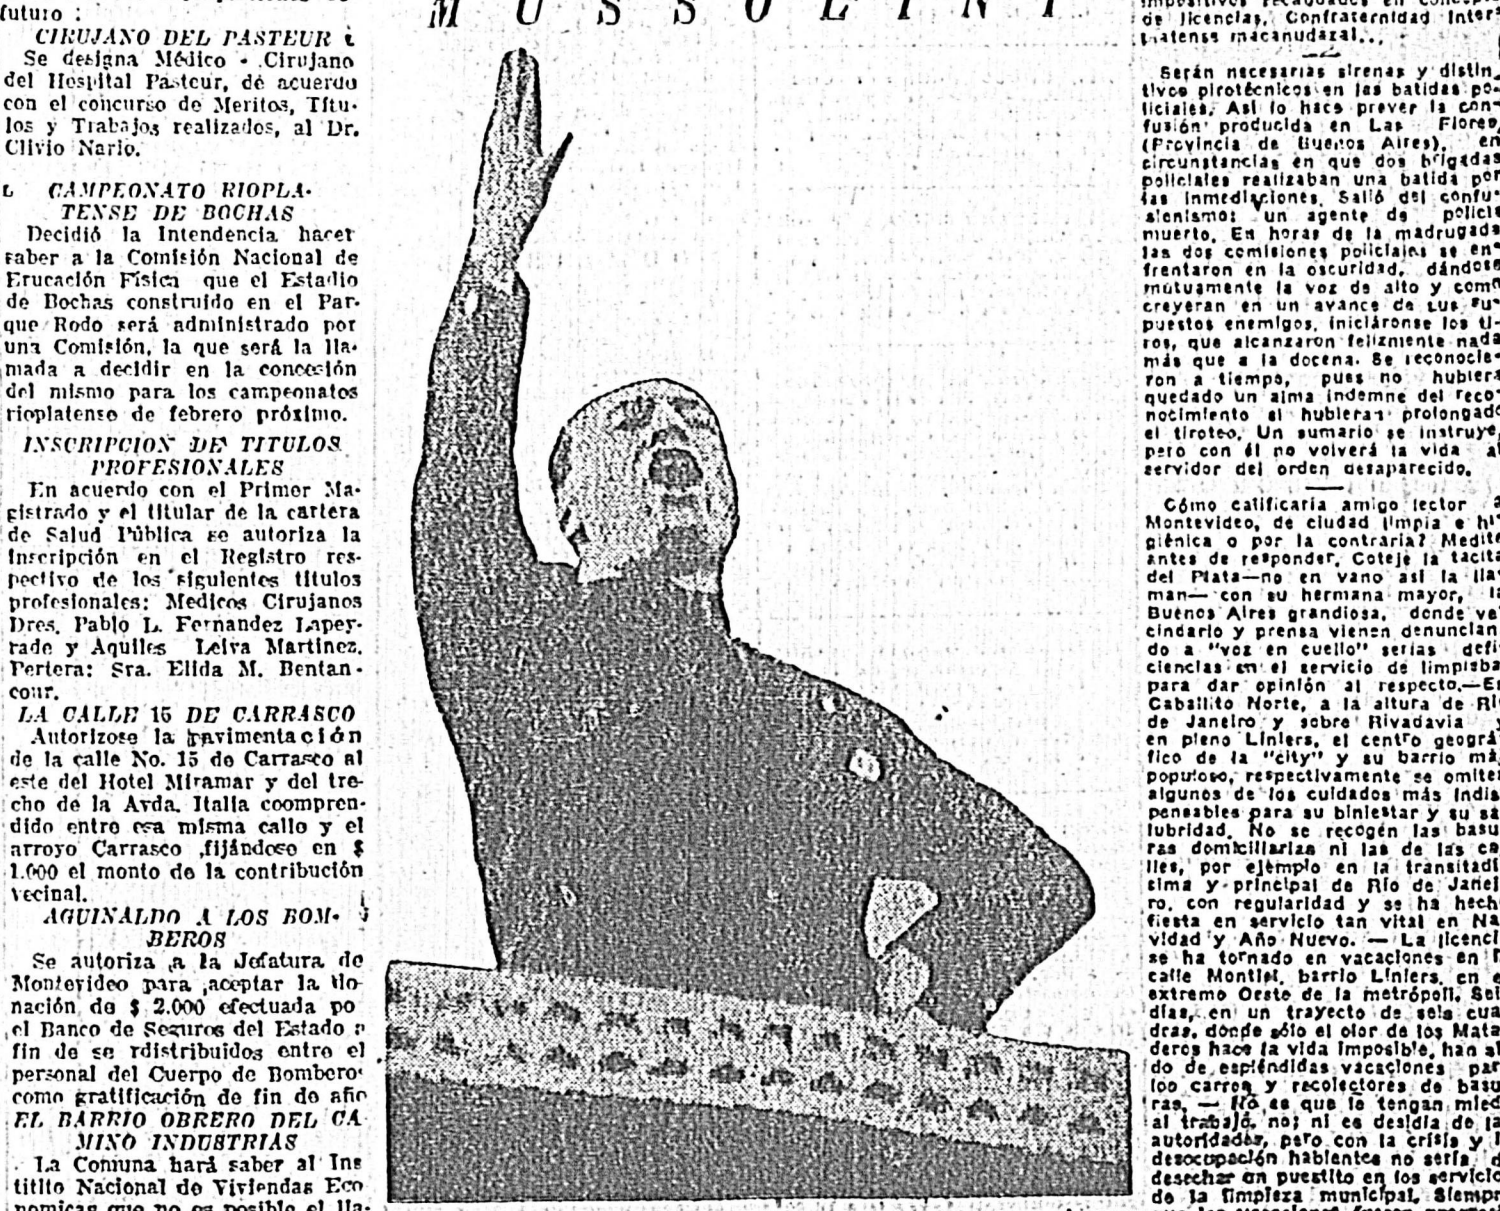 futuro :
CIRUJANO DEL PASTEUR
Se designa Médico - Cirujano
del Hospital Pasteur, de acuerdo
con el concurso de Meritos, Títu-
los y Trabajos realizados, al Dr.
Clivio Nario.
CAMPEONATO RIOPLA-
TENSE DE BOCHAS
Decidió la Intendencia hacer
saber a la Comisión Nacional de
Erucación Física que el Estadio
de Bochas construido en el Par-
que Rodo será administrado por
una Comisión, la que será la lla-
mada a decidir en la concesión
del mismo para los campeonatos
rioplatense de febrero próximo.
INSCRIPCION DE TITULOS
PROFESIONALES
En acuerdo con el Primer Ma-
gistrado y el titular de la cartera
de Salud Pública se autoriza la
inscripción en el Registro res-
pectivo de los siguientes títulos
profesionales: Medicos Cirujanos
Dres. Pablo L. Fernandez Lapey-
rade y Aquiles Leiva Martinez.
Partera: Sra. Elida M. Bentan-
cour.
LA CALLE 15 DE CARRASCO
Autorizose la pavimentación
de la calle No. 15 de Carrasco al
este del Hotel Miramar y del tre-
cho de la Avda. Italia coompren-
dido entre esa misma calle y el
arroyo Carrasco ,fijándose en $
1.000 el monto de la contribución
vecinal.
AGUINALDO A LOS BOM-
BEROS
Se autoriza a la Jefatura de
Montevideo para aceptar la do-
nación de $ 2.000 efectuada po
el Banco de Seguros del Estado a
fin de se rdistribuidos entre el
personal del Cuerpo de Bomberos
como gratificación de fin de año
EL BARRIO OBRERO DEL CA
MINO INDUSTRIAS
La Comuna hará saber al Ins
titito Nacional de Viviendas Eco
nomicas que no es posible el lla-
MUSSOLINI
de licencias. Confraternidad inter
platense macanudazal...
Serán necesarias sirenas y distin
tivos pirotécnicos en las batidas po-
liciales. Así lo hace prever la con-
fusión producida en Las Flores,
(Provincia de Buenos Aires), en
circunstancias en que dos brigadas
policiales realizaban una batida por
las inmediaciones. Salió del confu-
sionismo: un agente de policía
muerto. En horas de la madrugada
las dos comisiones policiales se en-
frentaron en la oscuridad, dándose
mutuamente la voz de alto y como
creyeran en un avance de sus su-
puestos enemigos, iniciáronse los ti-
ros, que alcanzaron felizmente nada
más que a la docena. Se reconocie-
ron a tiempo, pues no hubiera
quedado un alma indemne del reco-
nocimiento si hubieran prolongado
el tiroteo. Un sumario se instruye,
pero con él no volverá la vida al
servidor del orden desaparecido.
Cómo calificaría amigo lector a
Montevideo, de ciudad limpia e hi-
giénica o por la contraria? Medite
antes de responder. Coteje la tacita
del Plata—no en vano así la lla-
man— con su hermana mayor, la
Buenos Aires grandiosa, donde ve-
cindario y prensa vienen denuncian
do a "voz en cuello" serias defi-
ciencias en el servicio de limpieba
para dar opinión al respecto.—En
Caballito Norte, a la altura de Rí
de Janeiro y sobre Rivadavia y
en pleno Liniers, el centro geográ
fico de la "city" y su barrio má
populoso, respectivamente se omiten
algunos de los cuidados más indis
pensables para su biniestar y su sa
lubridad. No se recogen las basu
ras domiciliarias ni las de las ca
lles, por ejemplo en la transitadí
sima y principal de Río de Janei
ro, con regularidad y se ha hech
fiesta en servicio tan vital en Na
vidad y Año Nuevo. — La licenci
se ha tornado en vacaciones en l
calle Montiel, barrio Liniers, en e
extremo Oeste de la metrópoli. Sei
días, en un trayecto de seis cua
dras, donde sólo el olor de los Mata
deros hace la vida imposible, han si
do de espléndidas vacaciones par
los carros y recolectores de basu
ras. — No es que le tengan mied
al trabajo, no; ni es desidia de la
autoridades, pero con la crisis y l
desocupación habientes no sería d
desechar un puestito en los servicio
de la limpieza municipal. Siempr